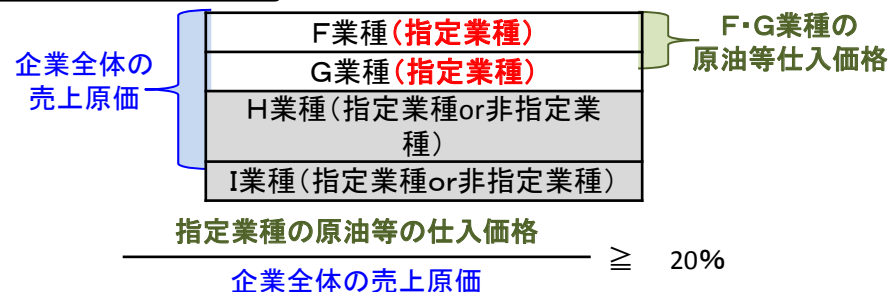 F業種(指定業種)
G業種(指定業種)
H業種(指定業種or非指定業
種)
I業種(指定業種or非指定業種)
企業全体の
売上原価
F・G業種の
原油等仕入価格
指定業種の原油等の仕入価格
企業全体の売上原価
≧ 20%